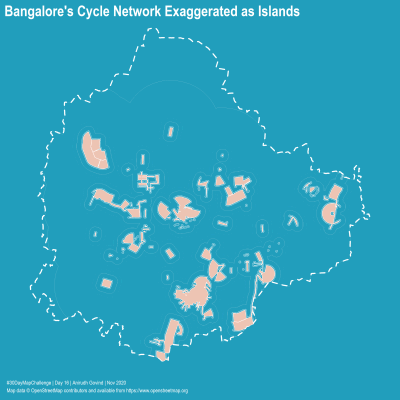 Bangalore's Cycle Network Exaggerated as Islands
#30DayMapChallenge | Day 16 | Anirudh Govind | Nov 2020
Map data © OpenStreetMap contributors and available from https://www.openstreetmap.org